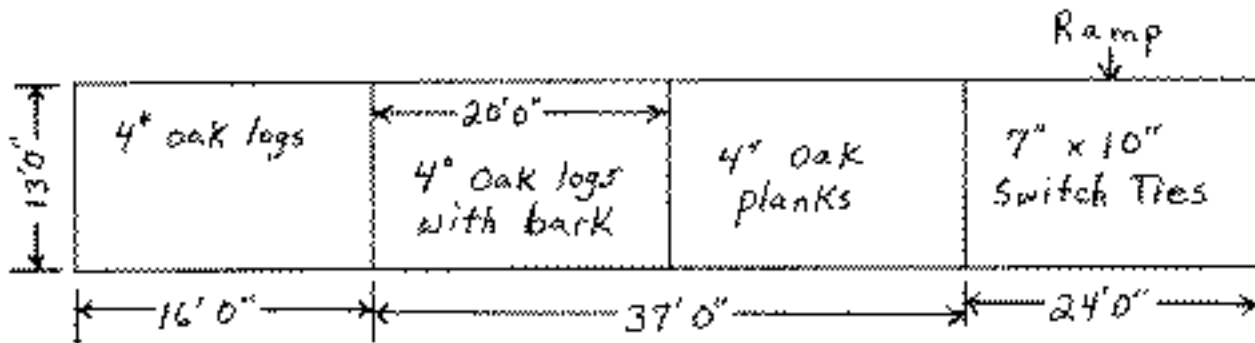 Ramp
4" oak logs
20'0"
4" oak logs
with bark
4" oak
planks
7" x 10"
Switch Ties
13'0"
16'0"
37'0"
24'0"